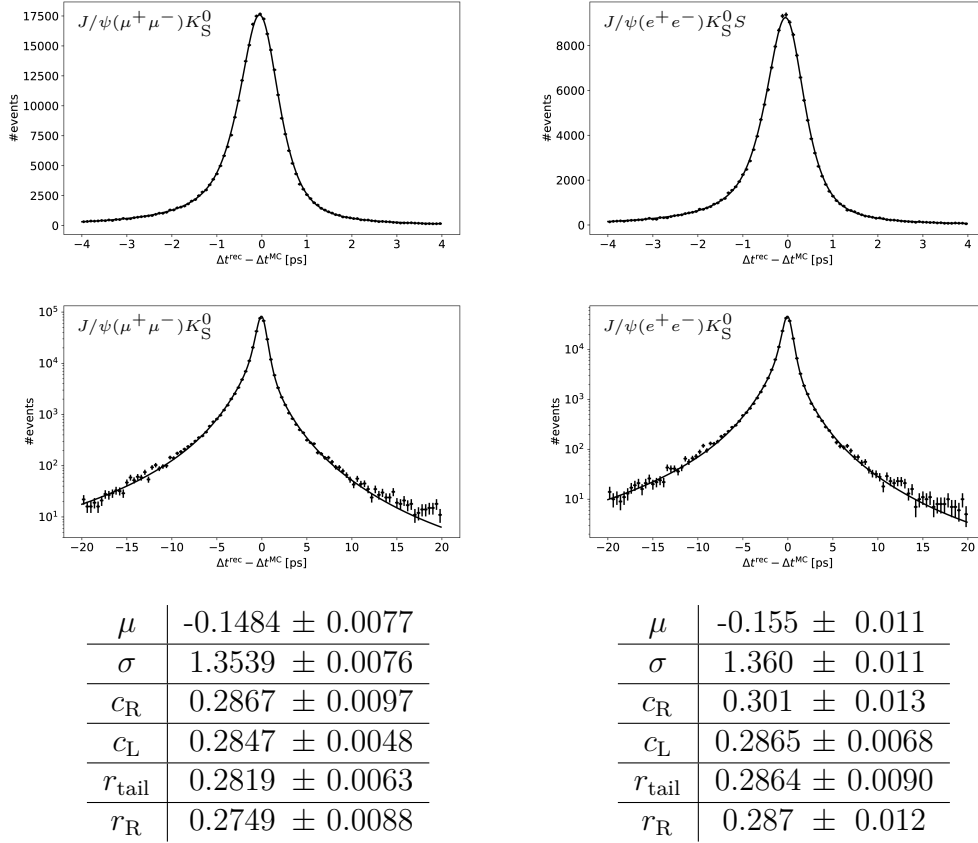 J/ψ(μ⁺μ⁻)K⁰_S
#events
17500
15000
12500
10000
7500
5000
2500
0
−4 −3 −2 −1 0 1 2 3 4
Δt^rec − Δt^MC [ps]
J/ψ(e⁺e⁻)K⁰_S S
#events
8000
6000
4000
2000
0
−4 −3 −2 −1 0 1 2 3 4
Δt^rec − Δt^MC [ps]
J/ψ(μ⁺μ⁻)K⁰_S
#events
10⁵
10⁴
10³
10²
10¹
−20 −15 −10 −5 0 5 10 15 20
Δt^rec − Δt^MC [ps]
J/ψ(e⁺e⁻)K⁰_S
#events
10⁴
10³
10²
10¹
−20 −15 −10 −5 0 5 10 15 20
Δt^rec − Δt^MC [ps]
μ -0.1484 ± 0.0077
σ 1.3539 ± 0.0076
c_R 0.2867 ± 0.0097
c_L 0.2847 ± 0.0048
r_tail 0.2819 ± 0.0063
r_R 0.2749 ± 0.0088
μ -0.155 ± 0.011
σ 1.360 ± 0.011
c_R 0.301 ± 0.013
c_L 0.2865 ± 0.0068
r_tail 0.2864 ± 0.0090
r_R 0.287 ± 0.012